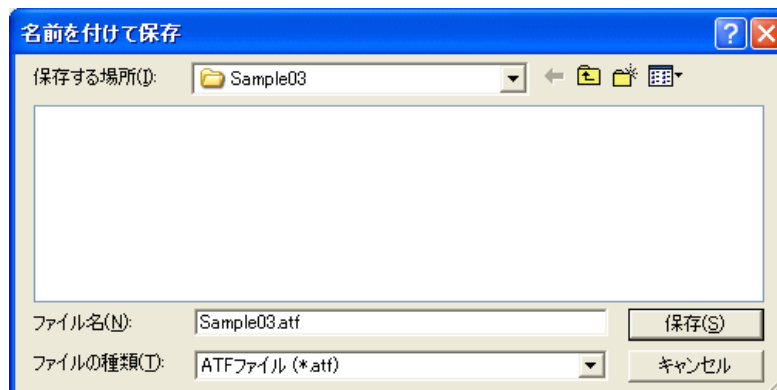 名前を付けて保存
保存する場所(I): Sample03
ファイル名(N): Sample03.atf 保存(S)
ファイルの種類(T): ATFファイル (*.atf) キャンセル